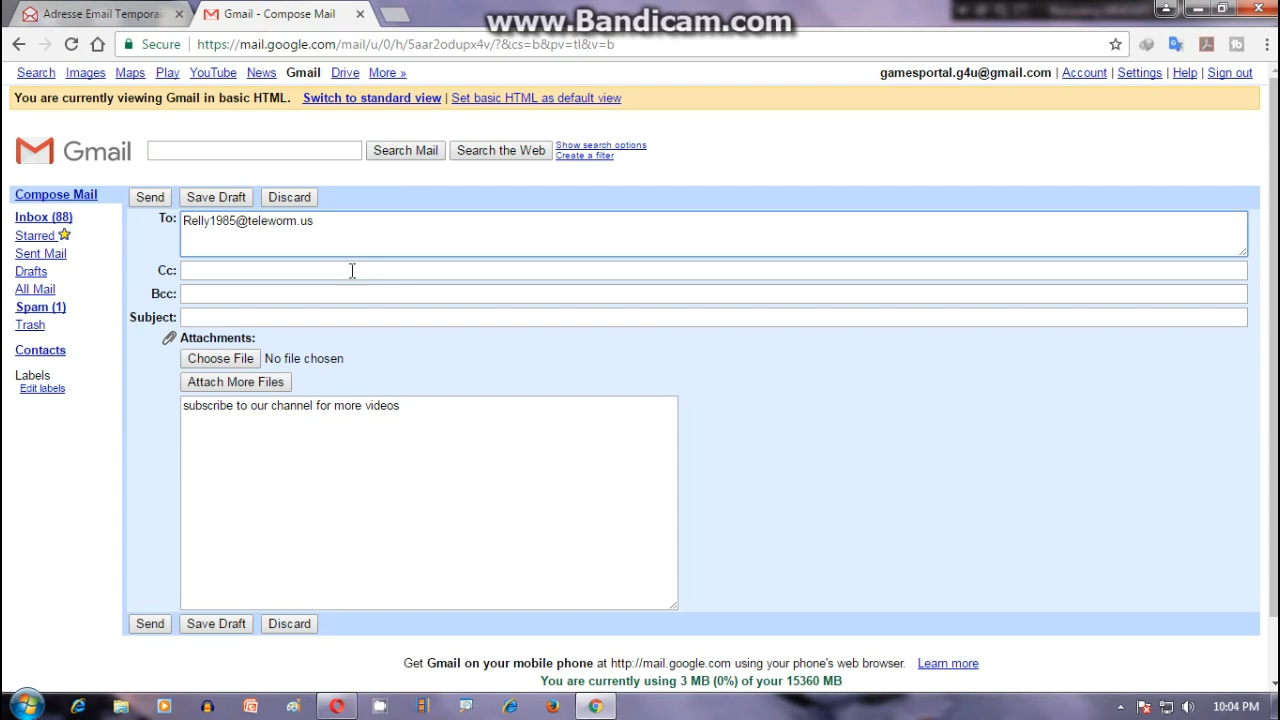 Adresse Email Tempora
Gmail - Compose Mail
www.Bandicam.com
Secure
https://mail.google.com/mail/u/0/h/5aar2odupx4v/?&cs=b&pv=tl&v=b
Search Images Maps Play YouTube News Gmail Drive More »
gamesportal.g4u@gmail.com | Account | Settings | Help | Sign out
You are currently viewing Gmail in basic HTML. Switch to standard view | Set basic HTML as default view
Gmail
Search Mail
Search the Web
Show search options
Create a filter
Compose Mail
Inbox (88)
Starred
Sent Mail
Drafts
All Mail
Spam (1)
Trash
Contacts
Labels
Edit labels
Send Save Draft Discard
To: Relly1985@teleworm.us
Cc:
Bcc:
Subject:
Attachments:
Choose File No file chosen
Attach More Files
subscribe to our channel for more videos
Send Save Draft Discard
Get Gmail on your mobile phone at http://mail.google.com using your phone's web browser. Learn more
You are currently using 3 MB (0%) of your 15360 MB
10:04 PM